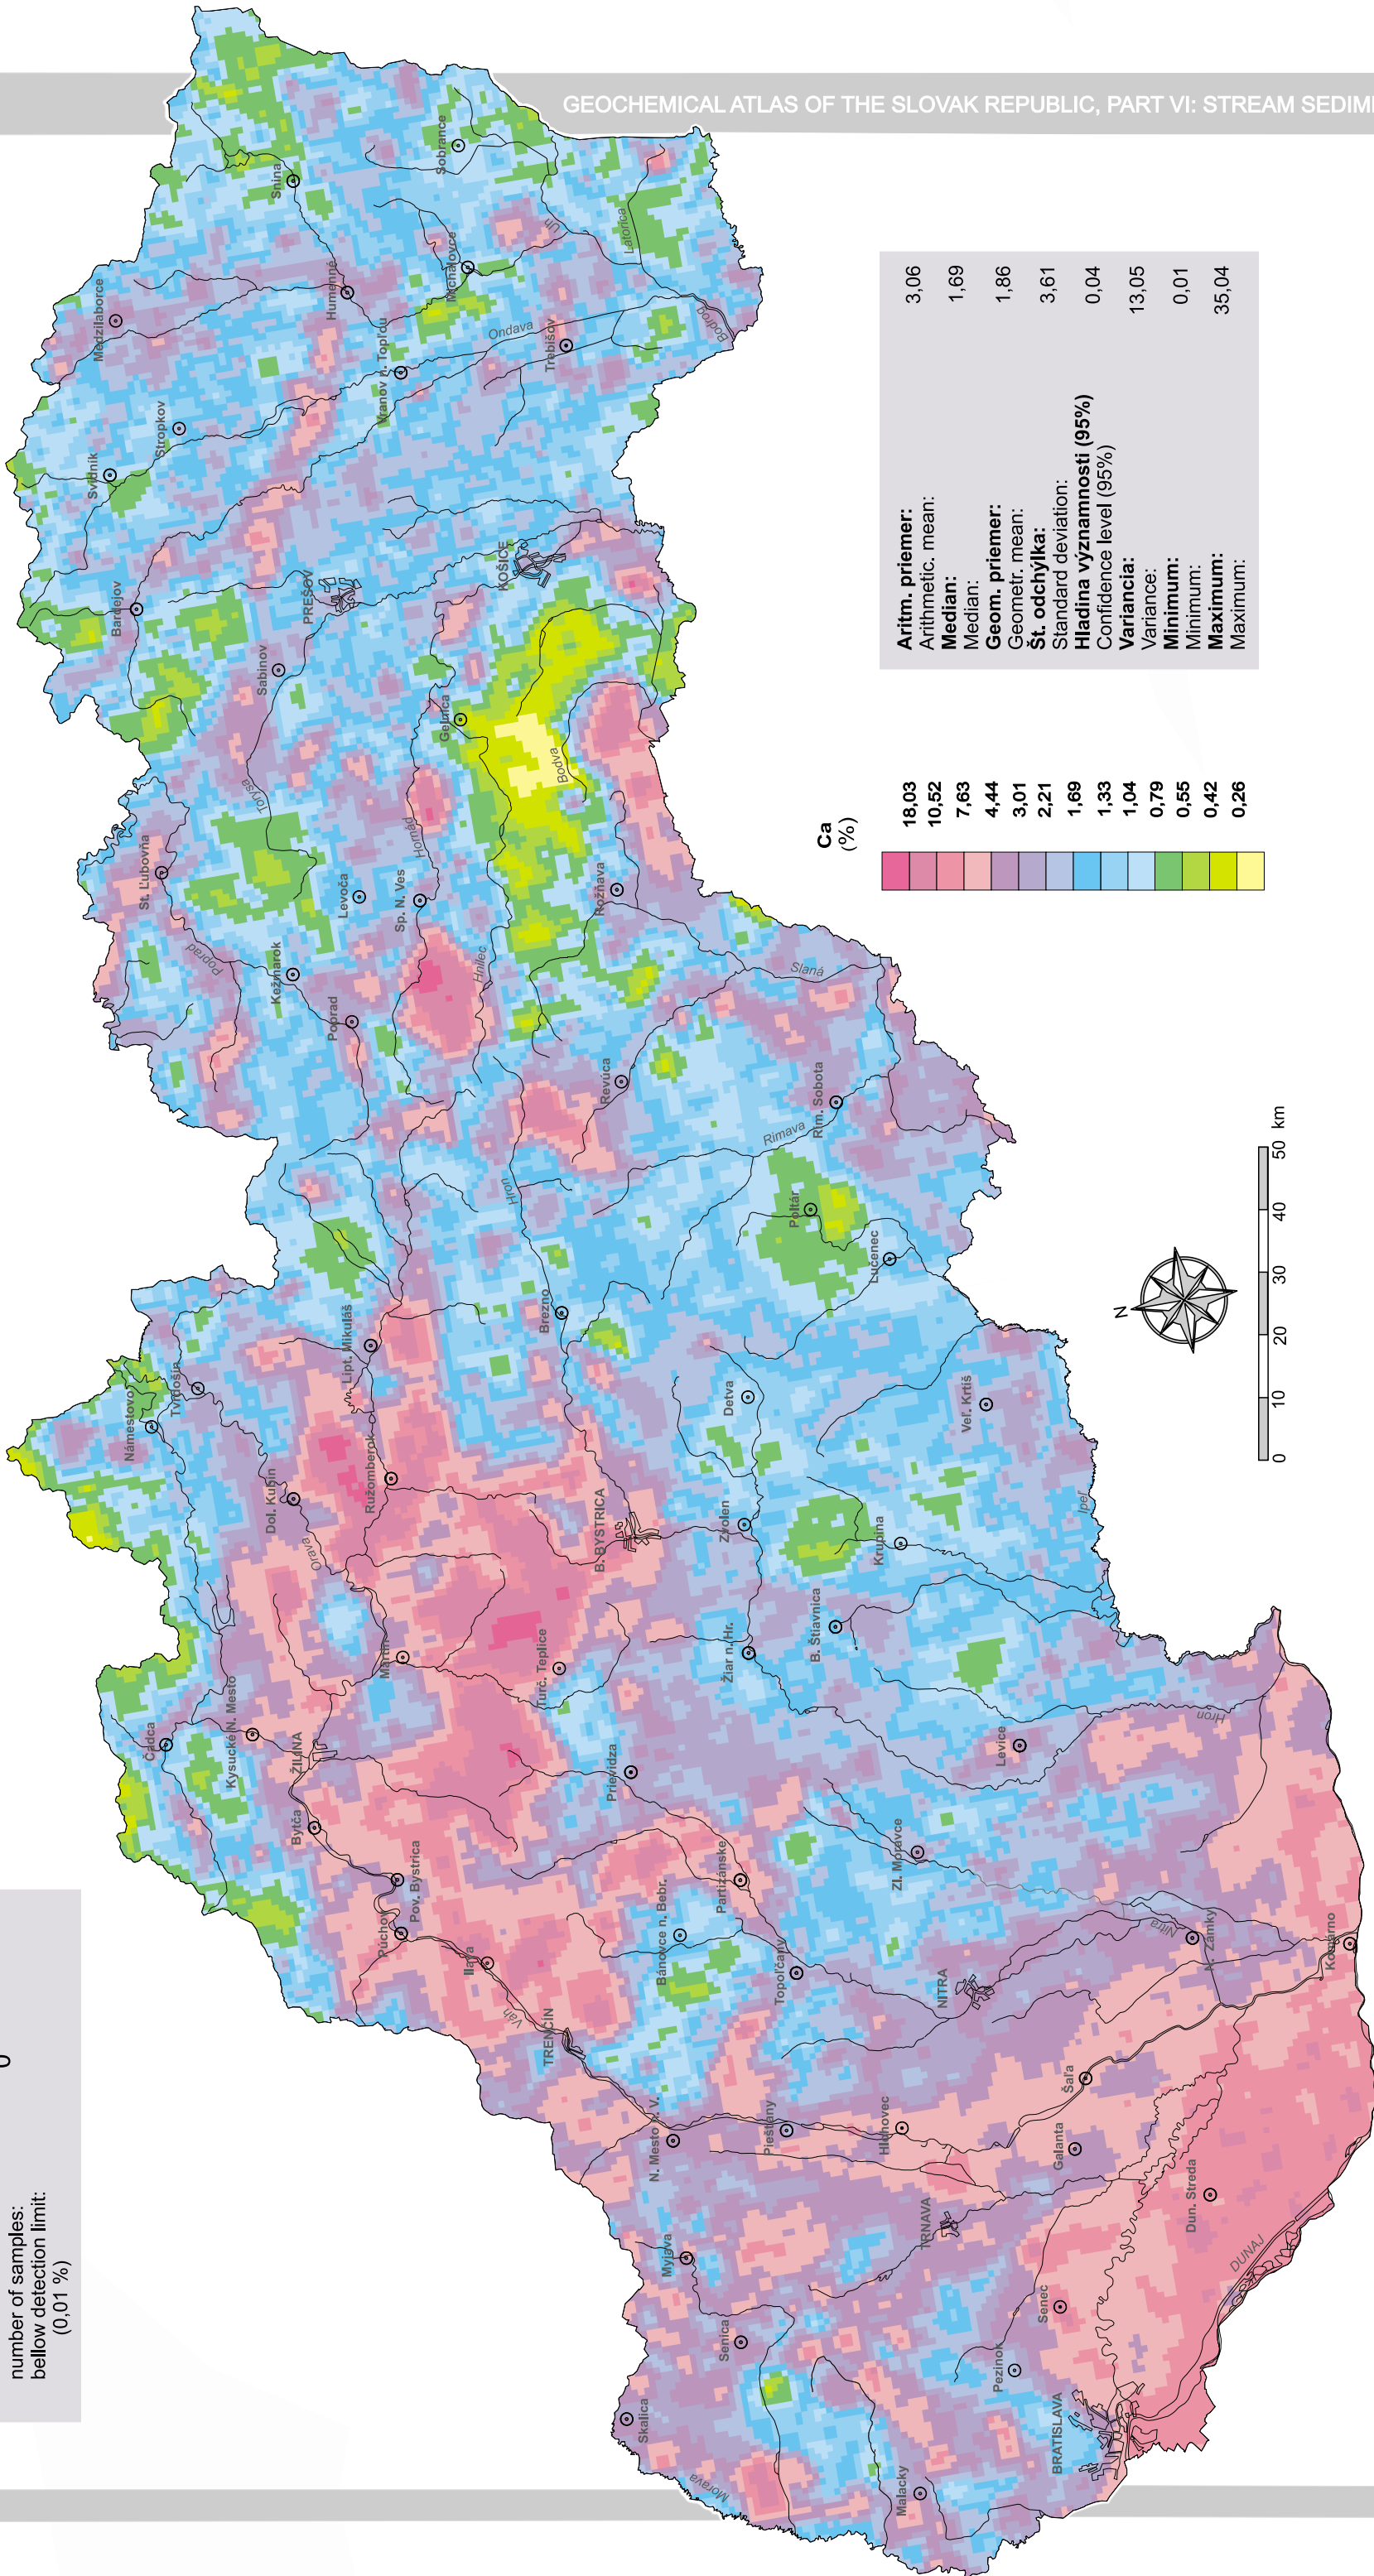 GEOCHEMICAL ATLAS OF THE SLOVAK REPUBLIC, PART VI: STREAM SEDIM
number of samples:
bellow detection limit:
(0,01 %)
0
Skalica
Morava
Senica
Malacky
Myjava
BRATISLAVA
Pezinok
Senec
TRNAVA
Dun. Streda
DUNAJ
Galanta
Šaľa
Hlohovec
Piešťany
N. Mesto n. V.
TRENČÍN
Váh
Ilava
Púchov
Pov. Bystrica
Bytča
ŽILINA
Kysucké N. Mesto
Čadca
Bánovce n. Bebr.
Partizánske
Topoľčany
NITRA
Nitra
N. Zámky
Komárno
Zl. Moravce
Levice
Hron
Prievidza
Turč. Teplice
Martin
Žiar n. Hr.
B. Štiavnica
Zvolen
Krupina
B. BYSTRICA
Ružomberok
Dol. Kubín
Orava
Námestovo
Tvrdošín
Lipt. Mikuláš
Brezno
Detva
Veľ. Krtíš
Ipeľ
Lučenec
Poltár
Rimava
Rim. Sobota
Hron
Revúca
Slaná
Rožňava
Poprad
Kežmarok
Poprad
St. Ľubovňa
Levoča
Sp. N. Ves
Hornád
Hnilec
Gelnica
Bodva
Torysa
Sabinov
PREŠOV
KOŠICE
Bardejov
Svidník
Stropkov
Medzilaborce
Humenné
Vranov n. Topľou
Ondava
Trebišov
Michalovce
Snina
Sobrance
Uh
Latorica
Bodrog
Ca
(%)
18,03
10,52
7,63
4,44
3,01
2,21
1,69
1,33
1,04
0,79
0,55
0,42
0,26
Aritm. priemer:
Arithmetic. mean: 3,06
Median:
Median: 1,69
Geom. priemer:
Geometr. mean: 1,86
Št. odchýlka:
Standard deviation: 3,61
Hladina významnosti (95%)
Confidence level (95%) 0,04
Variancia:
Variance: 13,05
Minimum:
Minimum: 0,01
Maximum:
Maximum: 35,04
N
0 10 20 30 40 50 km